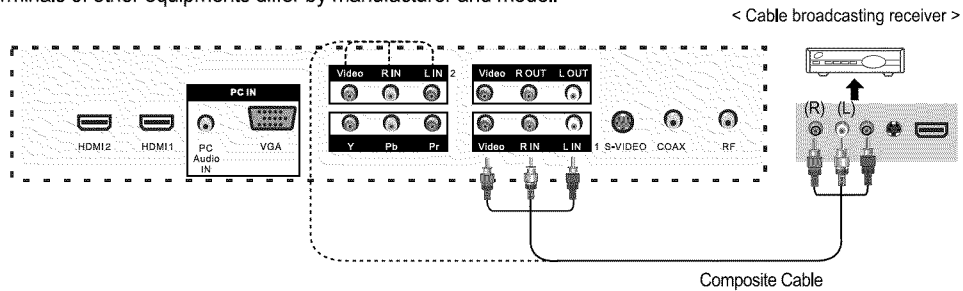 erminals of other equipments differ by manufacturer and model.
< Cable broadcasting receiver >
Video R IN L IN 2
Video R OUT L OUT
PC IN
(R) (L)
HDMI2
HDMI1
PC Audio IN
VGA
Y Pb Pr
Video R IN L IN 1
S-VIDEO
COAX
RF
Composite Cable